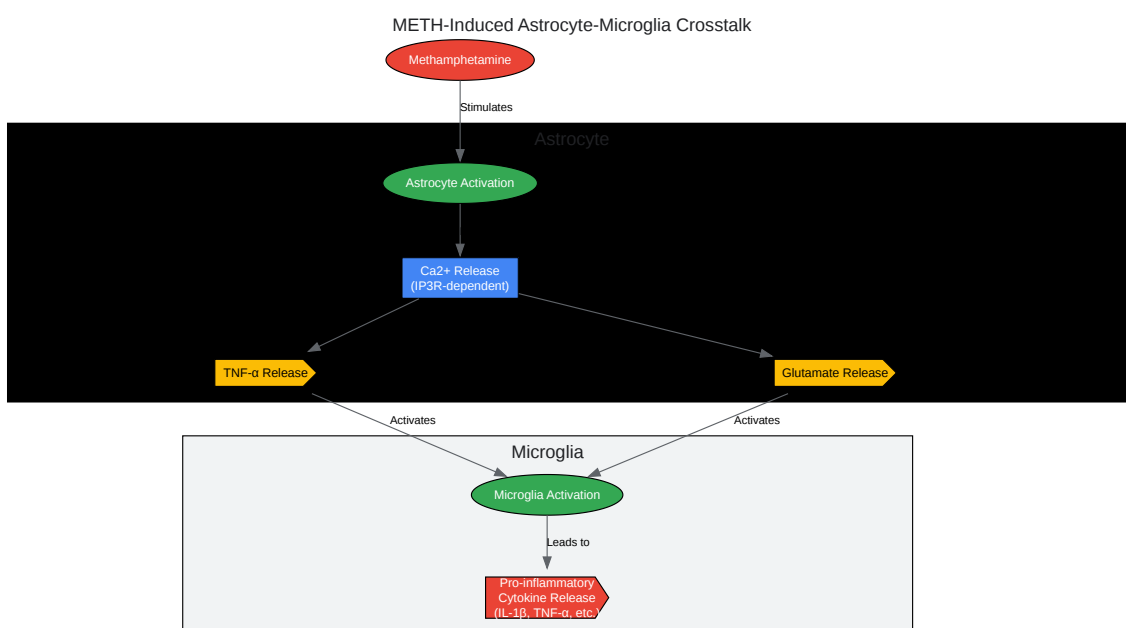 METH-Induced Astrocyte-Microglia Crosstalk
Methamphetamine
Stimulates
Astrocyte
Astrocyte Activation
Ca2+ Release
(IP3R-dependent)
TNF-α Release
Glutamate Release
Activates
Activates
Microglia
Microglia Activation
Leads to
Pro-inflammatory
Cytokine Release
(IL-1β, TNF-α, etc.)